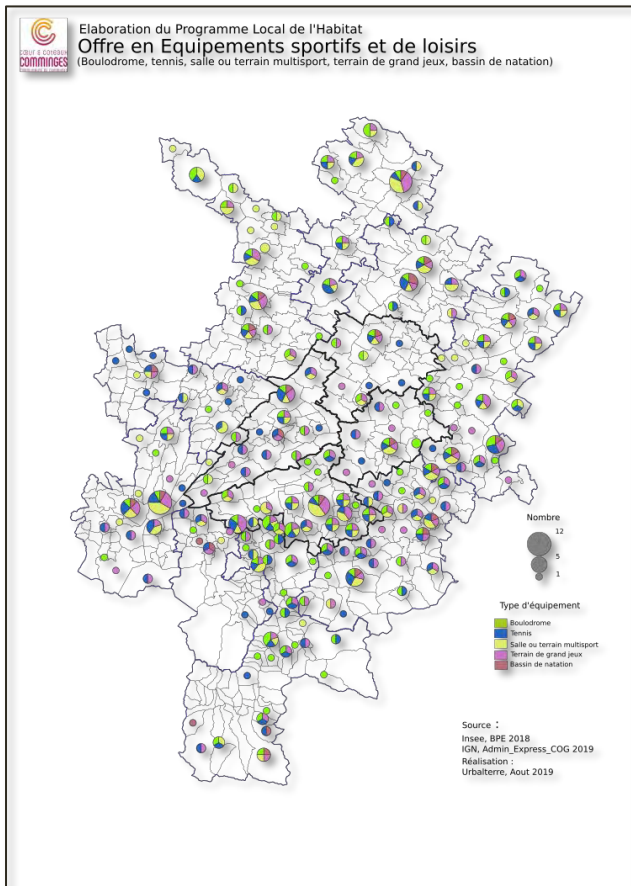 Elaboration du Programme Local de l'Habitat
Offre en Equipements sportifs et de loisirs
(Boulodrome, tennis, salle ou terrain multisport, terrain de grand jeux, bassin de natation)
CŒUR & COTEAUX
COMMINGES
Nombre
12
5
1
Type d'équipement
Boulodrome
Tennis
Salle ou terrain multisport
Terrain de grand jeux
Bassin de natation
Source :
Insee, BPE 2018
IGN, Admin_Express_COG 2019
Réalisation :
Urbalterre, Aout 2019